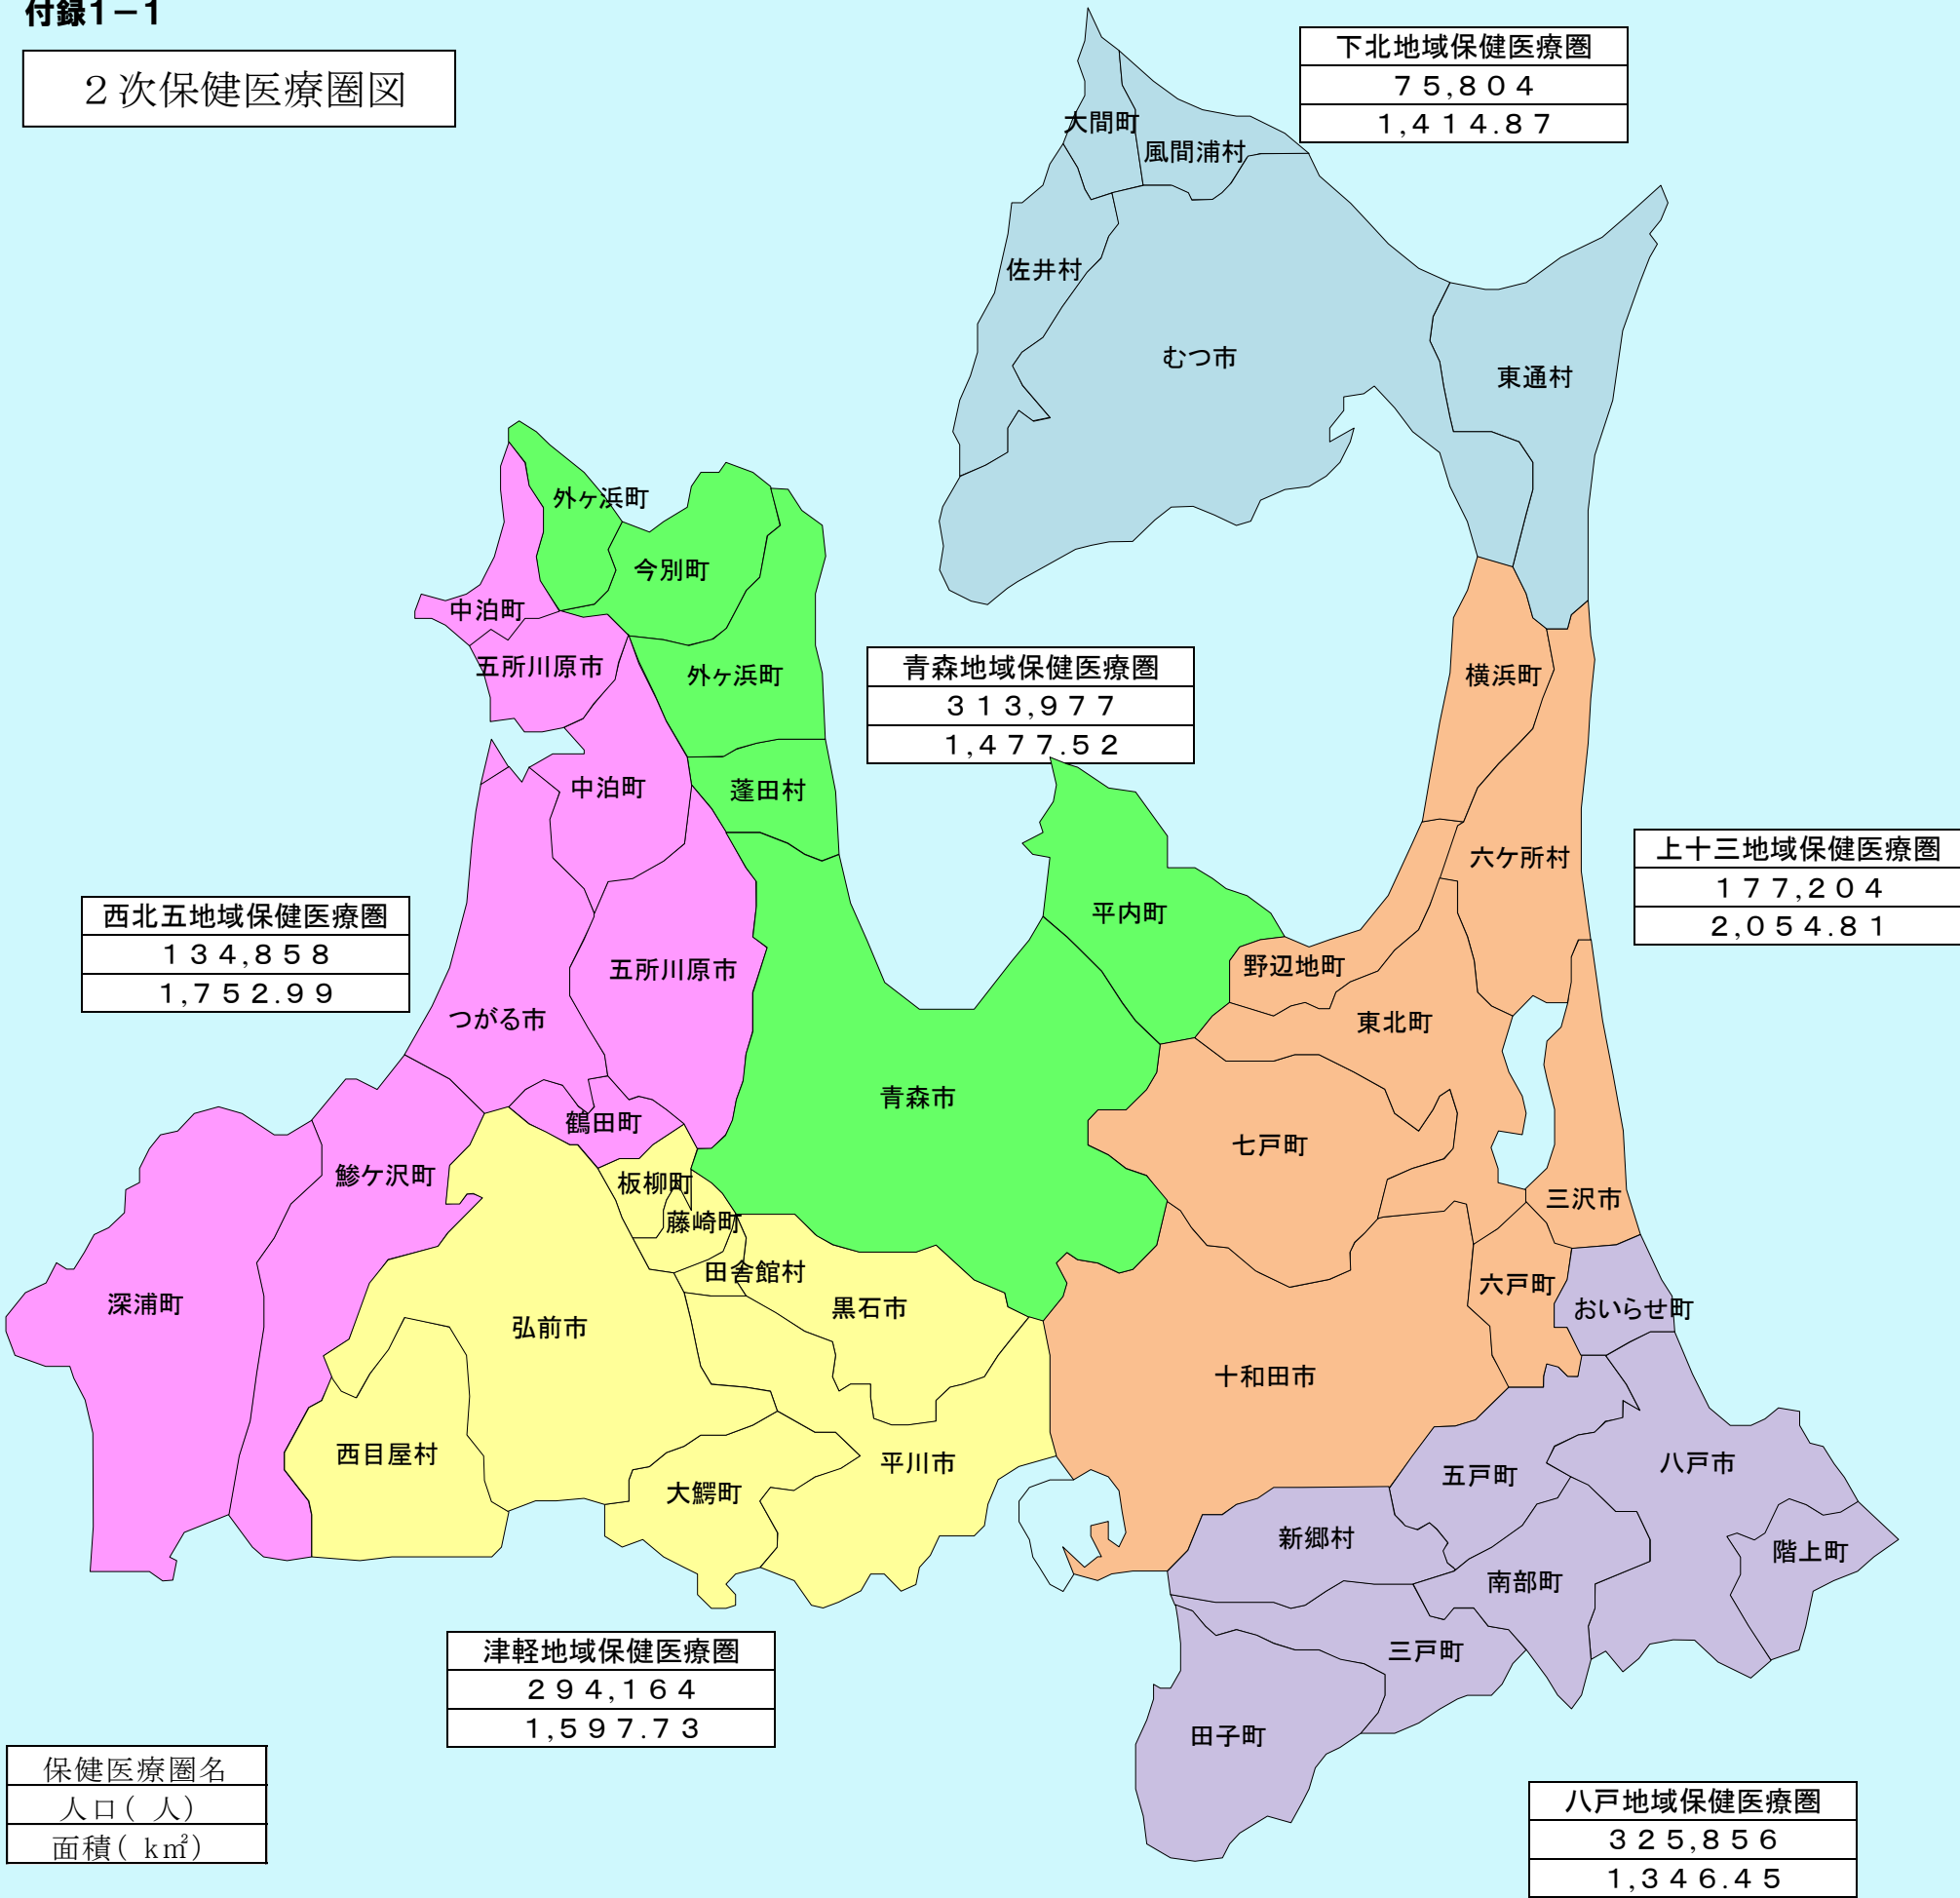 付録1－1
２次保健医療圏図
下北地域保健医療圏
７５,８０４
１,４１４.８７
大間町
風間浦村
佐井村
むつ市
東通村
外ヶ浜町
今別町
中泊町
五所川原市
外ヶ浜町
青森地域保健医療圏
３１３,９７７
１,４７７.５２
横浜町
中泊町
蓬田村
六ケ所村
上十三地域保健医療圏
１７７,２０４
２,０５４.８１
西北五地域保健医療圏
１３４,８５８
１,７５２.９９
平内町
野辺地町
五所川原市
つがる市
東北町
青森市
鶴田町
七戸町
鰺ケ沢町
板柳町
三沢市
藤崎町
田舎館村
六戸町
深浦町
黒石市
おいらせ町
弘前市
十和田市
西目屋村
平川市
八戸市
五戸町
大鰐町
新郷村
階上町
南部町
三戸町
津軽地域保健医療圏
２９４,１６４
１,５９７.７３
田子町
保健医療圏名
人口( 人)
面積( k㎡)
八戸地域保健医療圏
３２５,８５６
１,３４６.４５